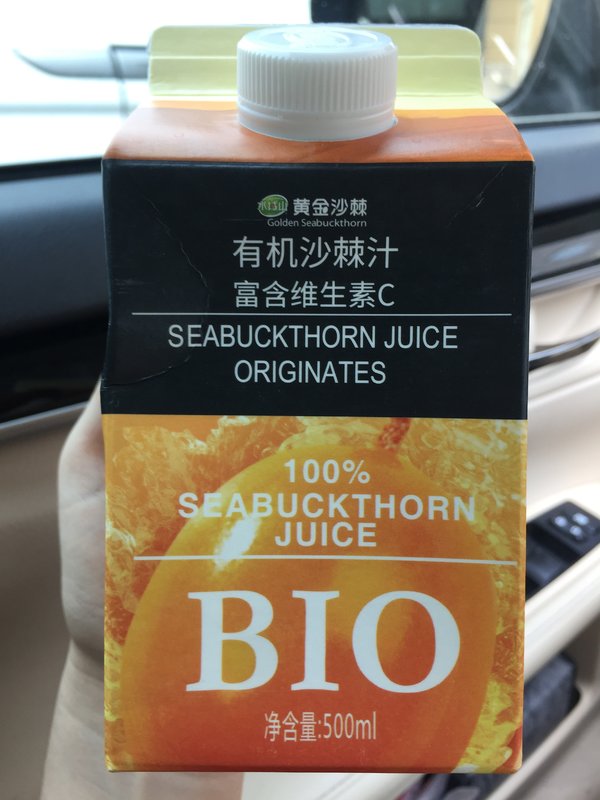 黄金沙棘
Golden Seabuckthorn
有机沙棘汁
富含维生素C
SEABUCKTHORN JUICE
ORIGINATES
100%
SEABUCKTHORN
JUICE
BIO
净含量:500ml